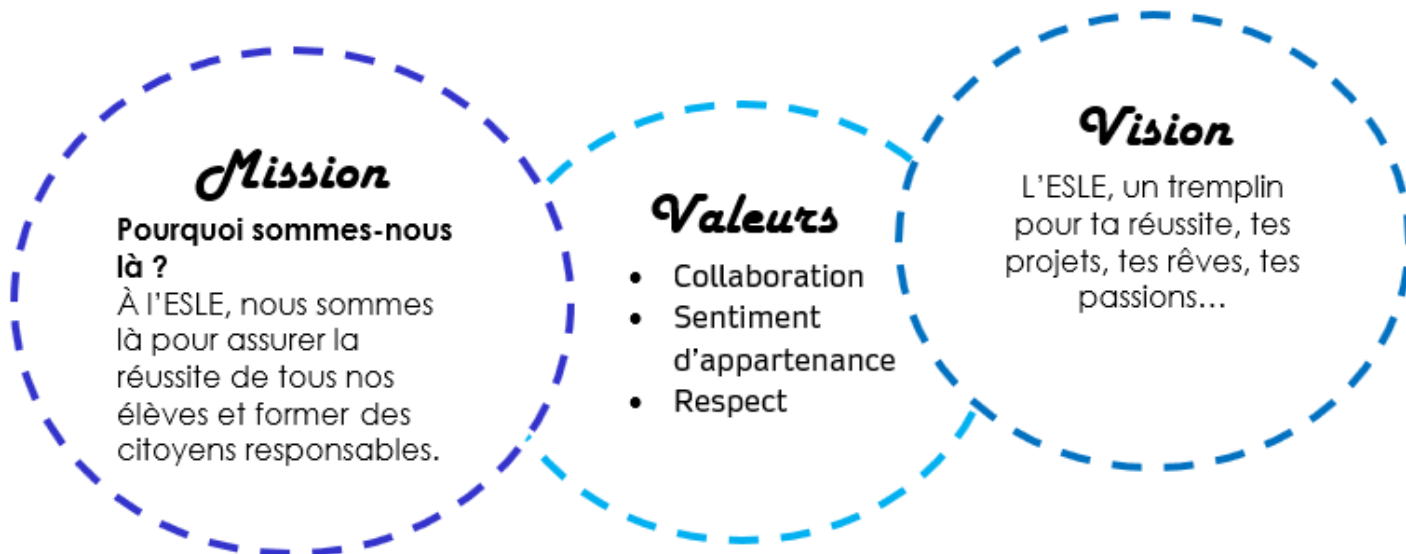 Mission
Pourquoi sommes-nous
là ?
À l'ESLE, nous sommes
là pour assurer la
réussite de tous nos
élèves et former des
citoyens responsables.
Valeurs
• Collaboration
• Sentiment
d'appartenance
• Respect
Vision
L'ESLE, un tremplin
pour ta réussite, tes
projets, tes rêves, tes
passions…